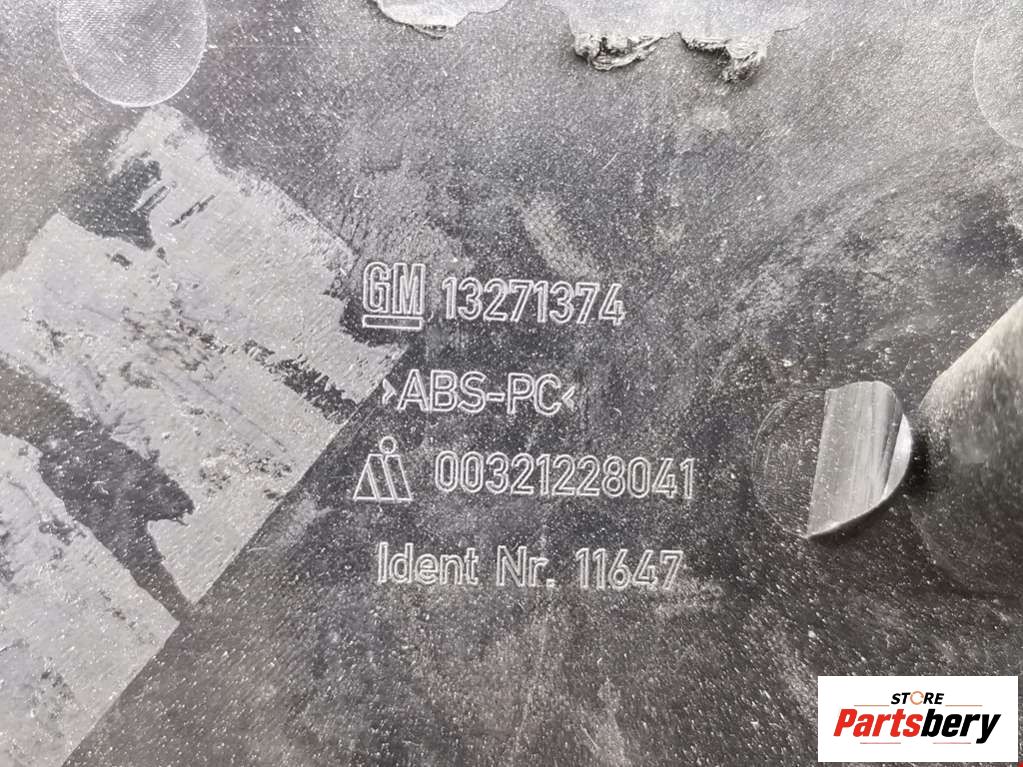 GM 13271374
>ABS-PC<
00321228041
Ident Nr. 11647
STORE
Partsbery